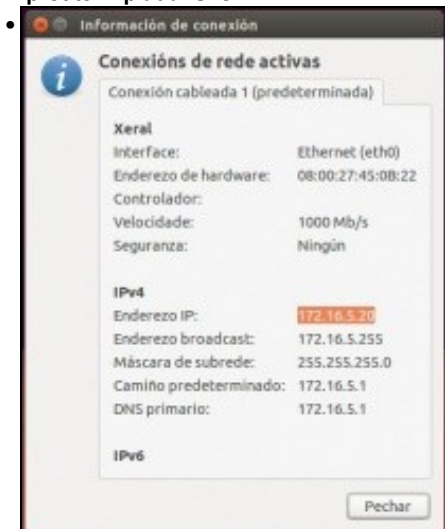 Información de conexión
Conexións de rede activas
Conexión cableada 1 (predeterminada)
Xeral
Interface: Ethernet (eth0)
Enderezo de hardware: 08:00:27:45:0B:22
Controlador:
Velocidade: 1000 Mb/s
Seguranza: Ningún
IPv4
Enderezo IP: 172.16.5.20
Enderezo broadcast: 172.16.5.255
Máscara de subrede: 255.255.255.0
Camiño predeterminado: 172.16.5.1
DNS primario: 172.16.5.1
IPv6
Pechar